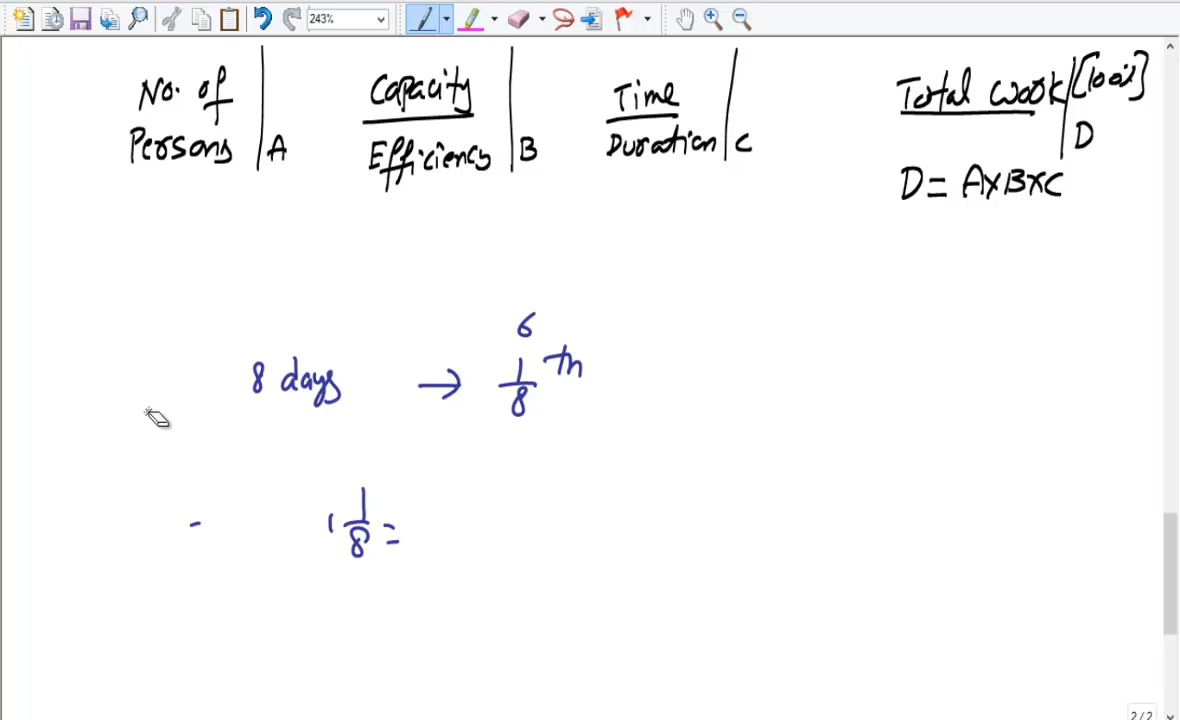 243%
No. of Persons A
Capacity Efficiency B
Time Duration C
Total work [100%] D
D = A×B×C
6
8 days → 1/8 th
-
1 1/8 =
2/2